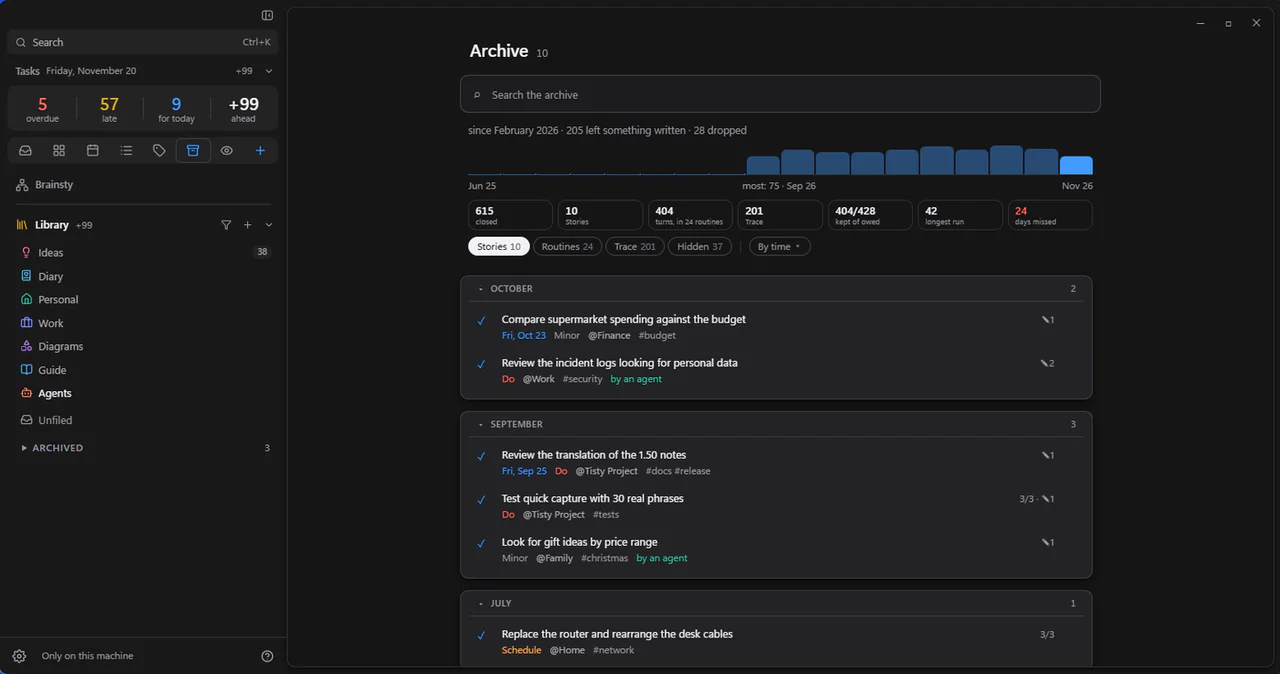 Search Ctrl+K
Tasks Friday, November 20 +99
5 57 9 +99
overdue late for today ahead
Brainsty
Library +99
Ideas 38
Diary
Personal
Work
Diagrams
Guide
Agents
Unfiled
ARCHIVED 3
Only on this machine
Archive 10
Search the archive
since February 2026 · 205 left something written · 28 dropped
Jun 25 most: 75 · Sep 26 Nov 26
615 10 404 201 404/428 42 24
closed Stories turns, in 24 routines Trace kept of owed longest run days missed
Stories 10 Routines 24 Trace 201 Hidden 37 By time
OCTOBER 2
Compare supermarket spending against the budget 1
Fri, Oct 23 Minor @Finance #budget
Review the incident logs looking for personal data 2
Do @Work #security by an agent
SEPTEMBER 3
Review the translation of the 1.50 notes 1
Fri, Sep 25 Do @Tisty Project #docs #release
Test quick capture with 30 real phrases 3/3 · 1
Do @Tisty Project #tests
Look for gift ideas by price range 1
Minor @Family #christmas by an agent
JULY 1
Replace the router and rearrange the desk cables 3/3
Schedule @Home #network